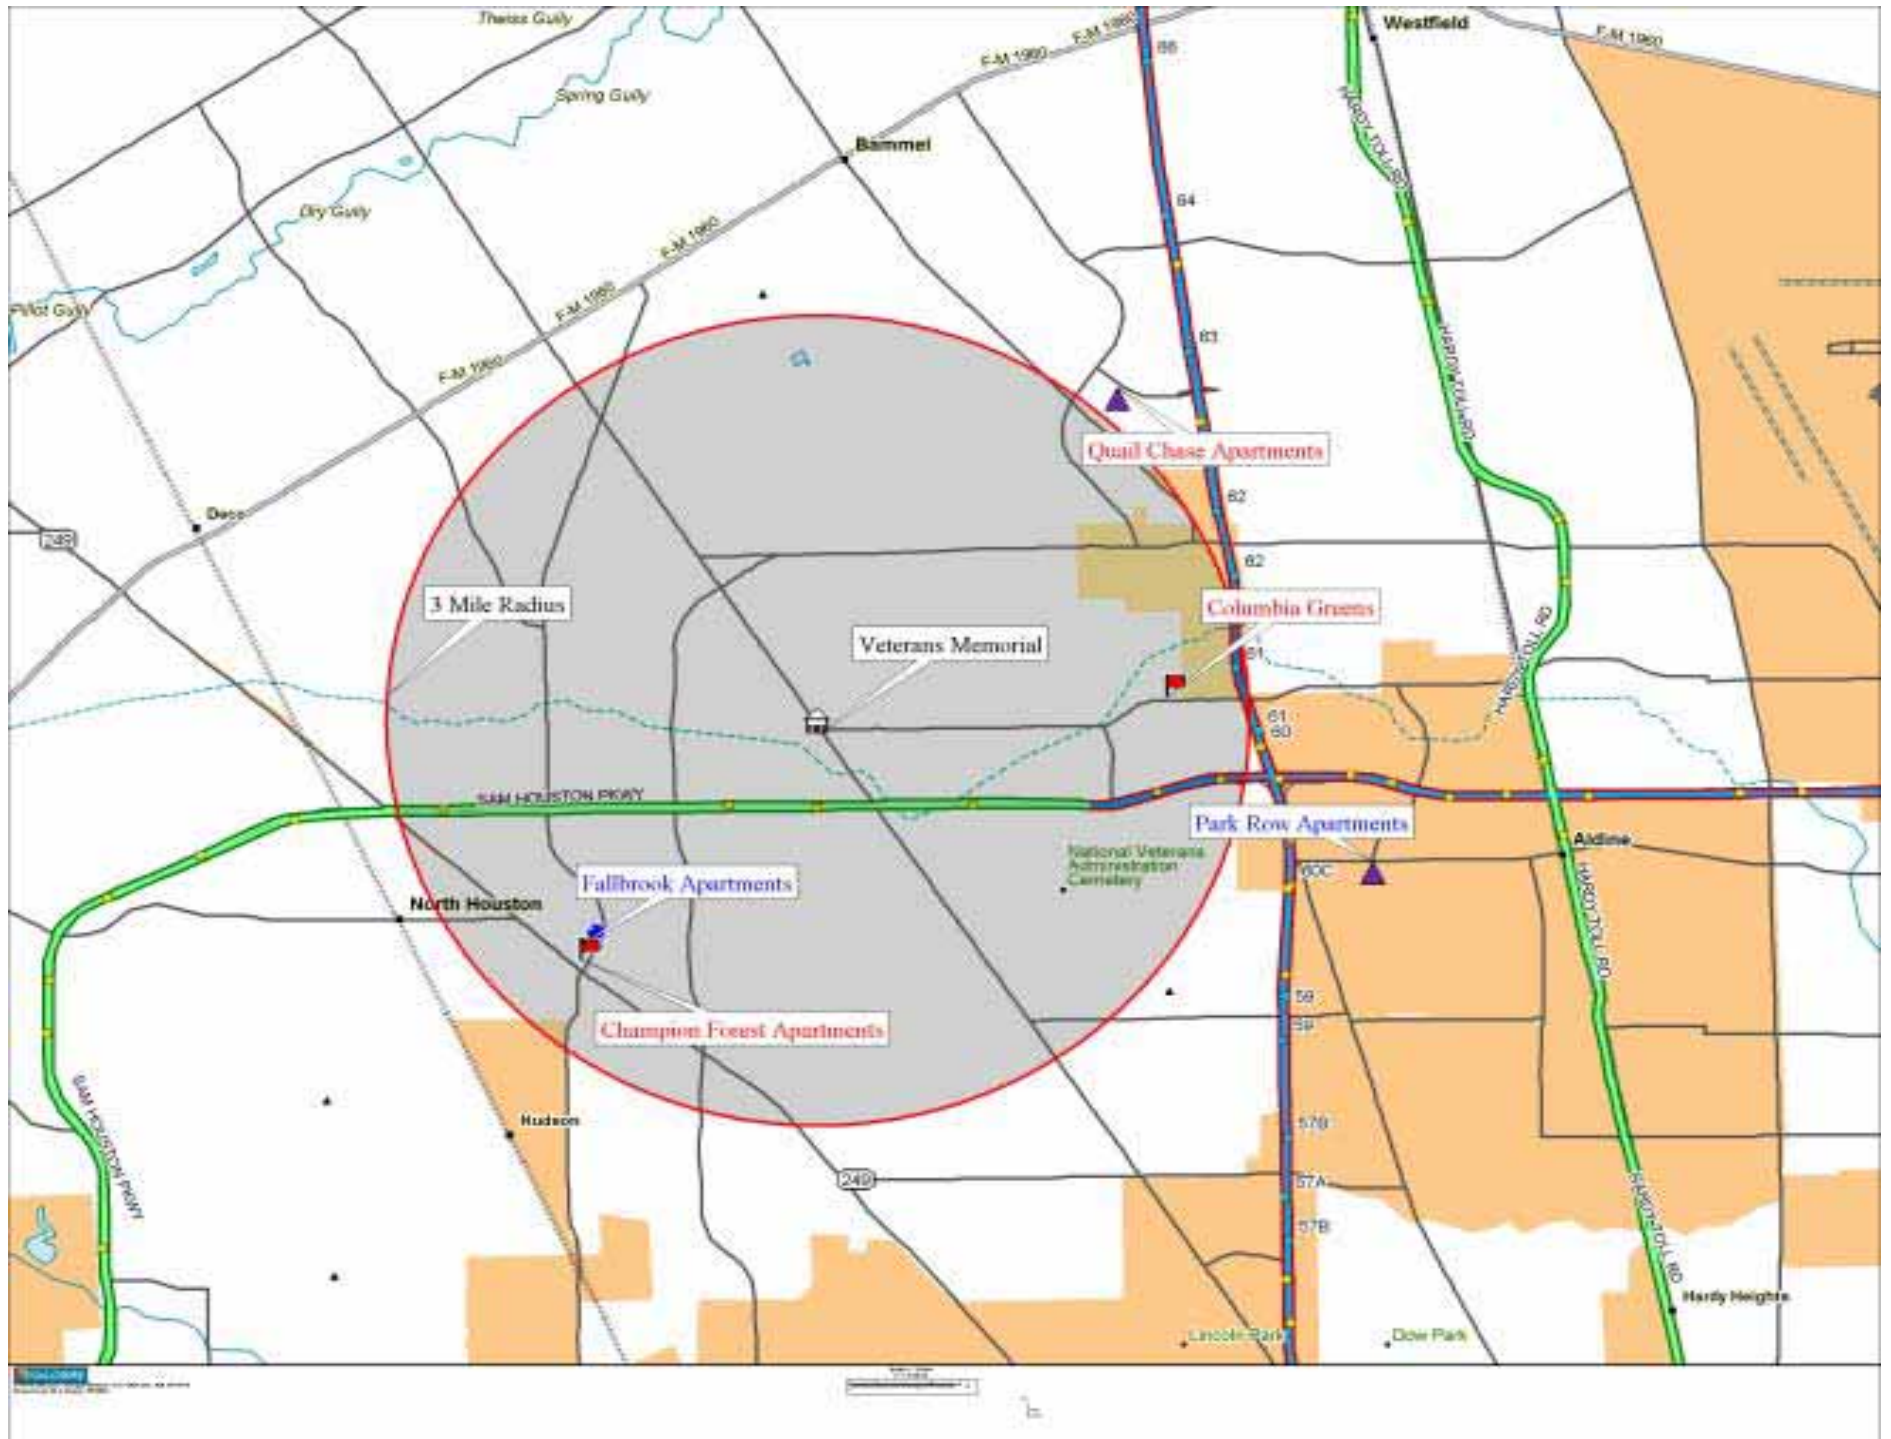 Theiss Gully
F-M 1960
F-M 1960
66
Westfield
F-M 1960
Spring Gully
HARDY TOLL RD
Bammel
64
Dry Gully
F-M 1960
Pillot Gully
F-M 1960
63
HARDY TOLL RD
F-M 1960
Quail Chase Apartments
62
Deco
249
62
3 Mile Radius
Columbia Greens
HARDY TOLL RD
Veterans Memorial
61
61
60
SAM HOUSTON PKWY
Park Row Apartments
Aldine
National Veterans
Administration
Cemetery
60C
Fallbrook Apartments
North Houston
HARDY TOLL RD
59
Champion Forest Apartments
59
SAM HOUSTON PKWY
Hudson
57B
249
57A
57B
HARDY TOLL RD
Hardy Heights
Lincoln Park
Dow Park